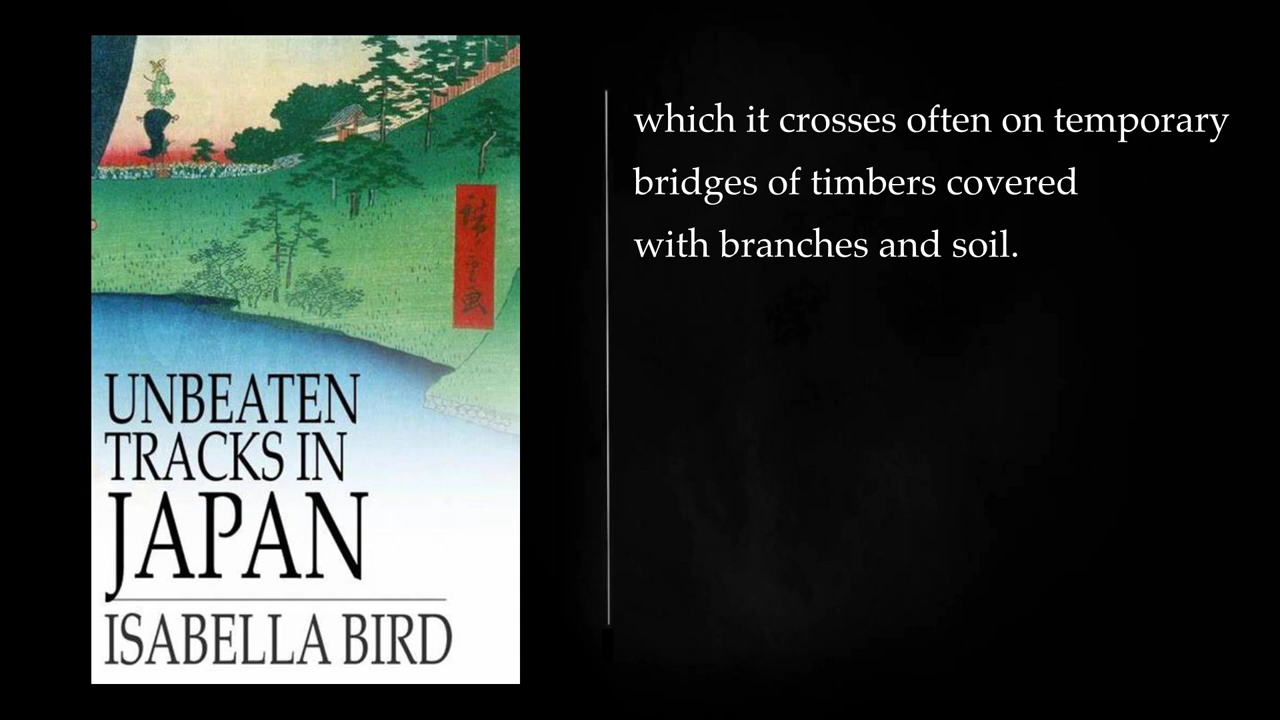 UNBEATEN
TRACKS IN
JAPAN
ISABELLA BIRD
which it crosses often on temporary
bridges of timbers covered
with branches and soil.